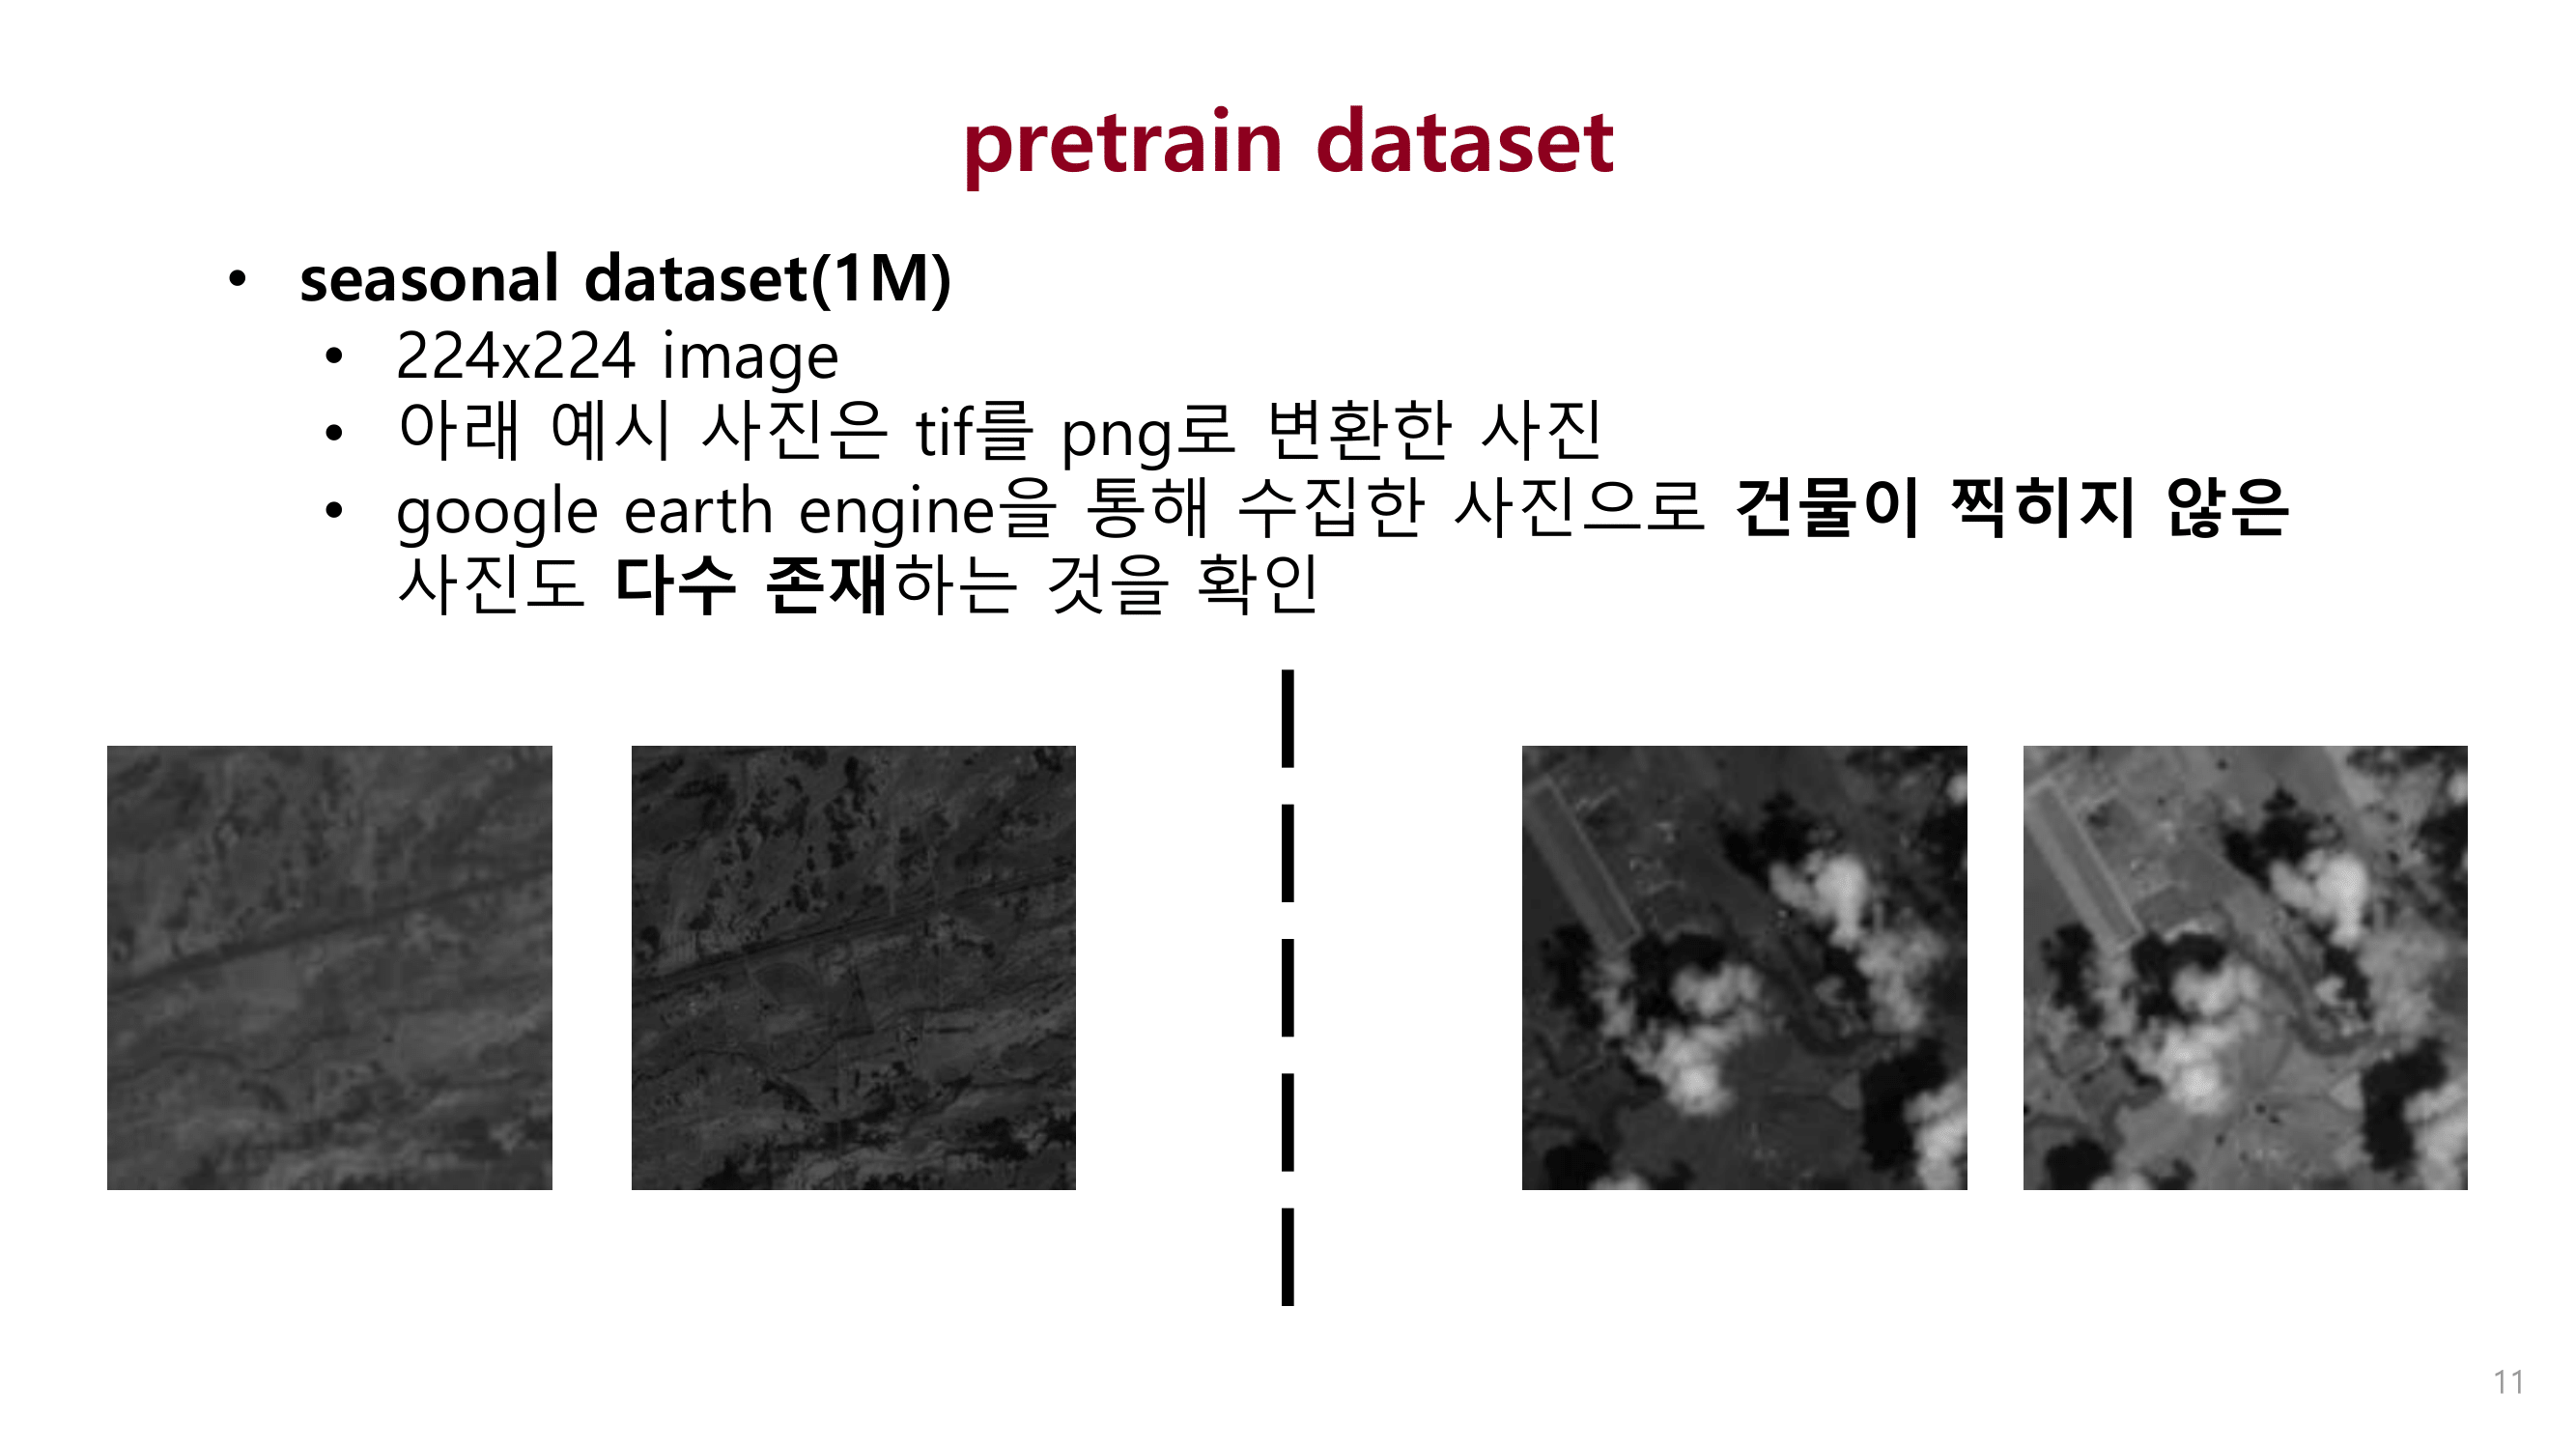 pretrain dataset
• seasonal dataset(1M)
• 224x224 image
• 아래 예시 사진은 tif를 png로 변환한 사진
• google earth engine을 통해 수집한 사진으로 건물이 찍히지 않은
사진도 다수 존재하는 것을 확인
11